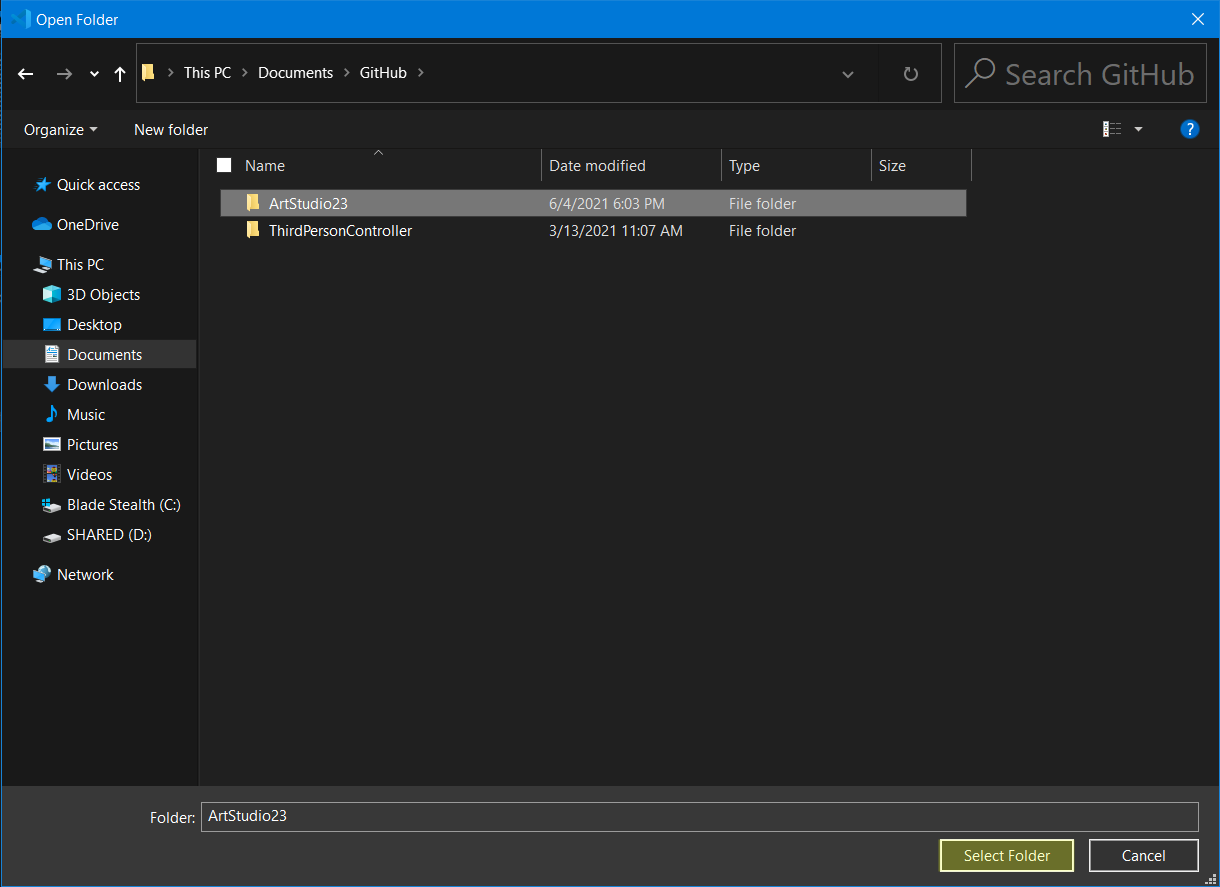 Open Folder
This PC Documents GitHub
Search GitHub
Organize
New folder
?
Name Date modified Type Size
ArtStudio23 6/4/2021 6:03 PM File folder
ThirdPersonController 3/13/2021 11:07 AM File folder
Quick access
OneDrive
This PC
3D Objects
Desktop
Documents
Downloads
Music
Pictures
Videos
Blade Stealth (C:)
SHARED (D:)
Network
Folder: ArtStudio23
Select Folder Cancel